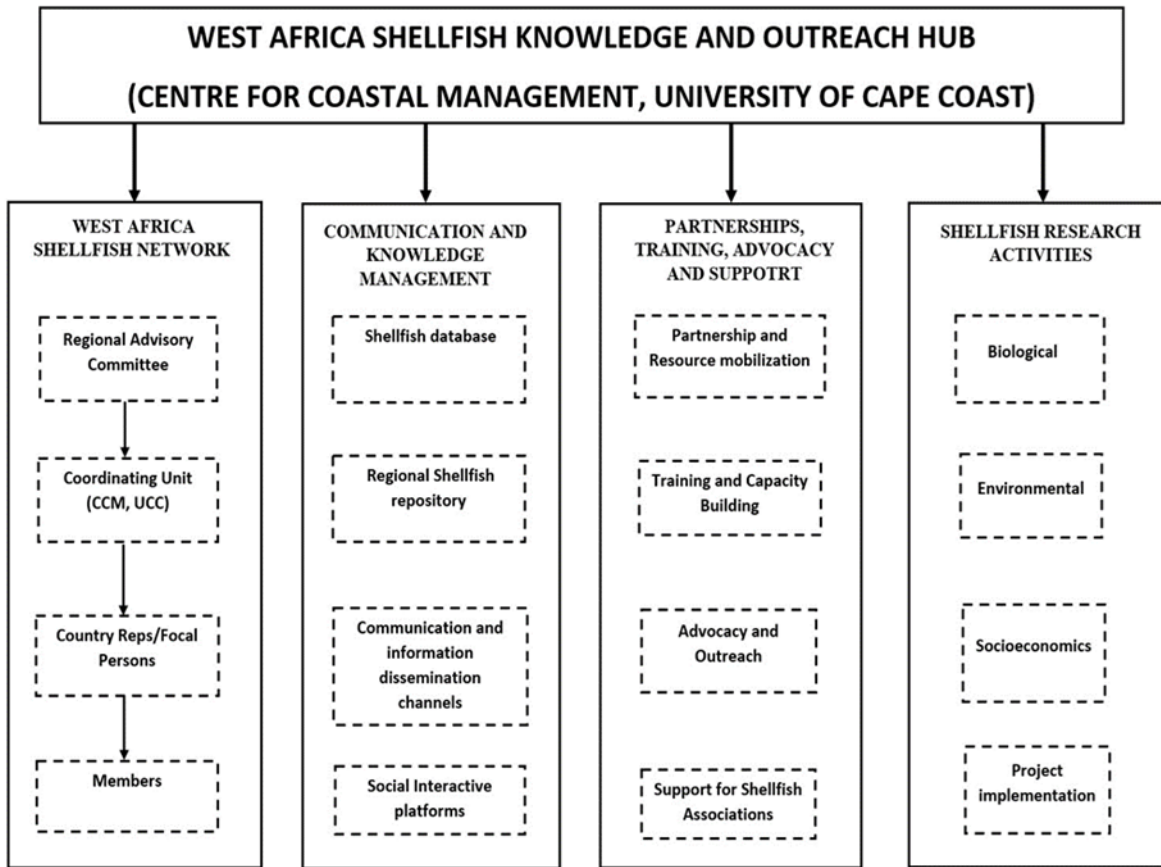 WEST AFRICA SHELLFISH KNOWLEDGE AND OUTREACH HUB
(CENTRE FOR COASTAL MANAGEMENT, UNIVERSITY OF CAPE COAST)
WEST AFRICA
SHELLFISH NETWORK
Regional Advisory
Committee
Coordinating Unit
(CCM, UCC)
Country Reps/Focal
Persons
Members
COMMUNICATION AND
KNOWLEDGE
MANAGEMENT
Shellfish database
Regional Shellfish
repository
Communication and
information
dissemination
channels
Social Interactive
platforms
PARTNERSHIPS,
TRAINING, ADVOCACY
AND SUPPOTRT
Partnership and
Resource mobilization
Training and Capacity
Building
Advocacy and
Outreach
Support for Shellfish
Associations
SHELLFISH RESEARCH
ACTIVITIES
Biological
Environmental
Socioeconomics
Project
implementation